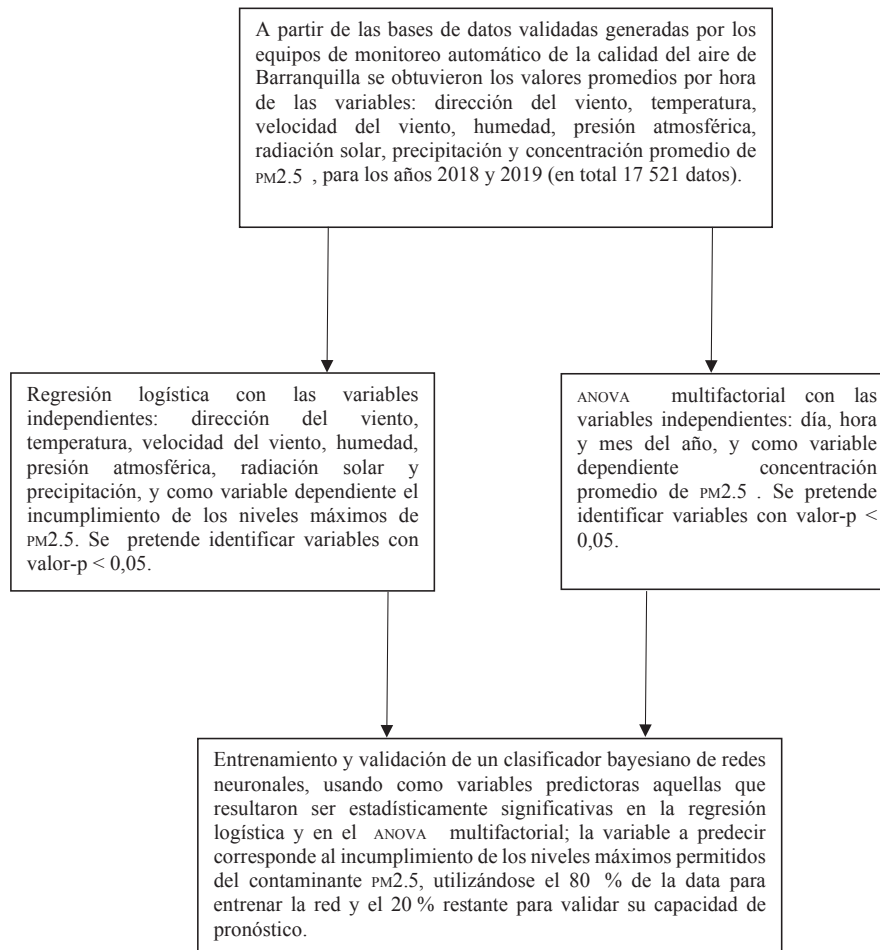 A partir de las bases de datos validadas generadas por los
equipos de monitoreo automático de la calidad del aire de
Barranquilla se obtuvieron los valores promedios por hora
de las variables: dirección del viento, temperatura,
velocidad del viento, humedad, presión atmosférica,
radiación solar, precipitación y concentración promedio de
PM2.5 , para los años 2018 y 2019 (en total 17 521 datos).
Regresión logística con las variables
independientes: dirección del viento,
temperatura, velocidad del viento, humedad,
presión atmosférica, radiación solar y
precipitación, y como variable dependiente el
incumplimiento de los niveles máximos de
PM2.5. Se pretende identificar variables con
valor-p < 0,05.
ANOVA multifactorial con las
variables independientes: día, hora
y mes del año, y como variable
dependiente concentración
promedio de PM2.5 . Se pretende
identificar variables con valor-p <
0,05.
Entrenamiento y validación de un clasificador bayesiano de redes
neuronales, usando como variables predictoras aquellas que
resultaron ser estadísticamente significativas en la regresión
logística y en el ANOVA multifactorial; la variable a predecir
corresponde al incumplimiento de los niveles máximos permitidos
del contaminante PM2.5, utilizándose el 80 % de la data para
entrenar la red y el 20 % restante para validar su capacidad de
pronóstico.